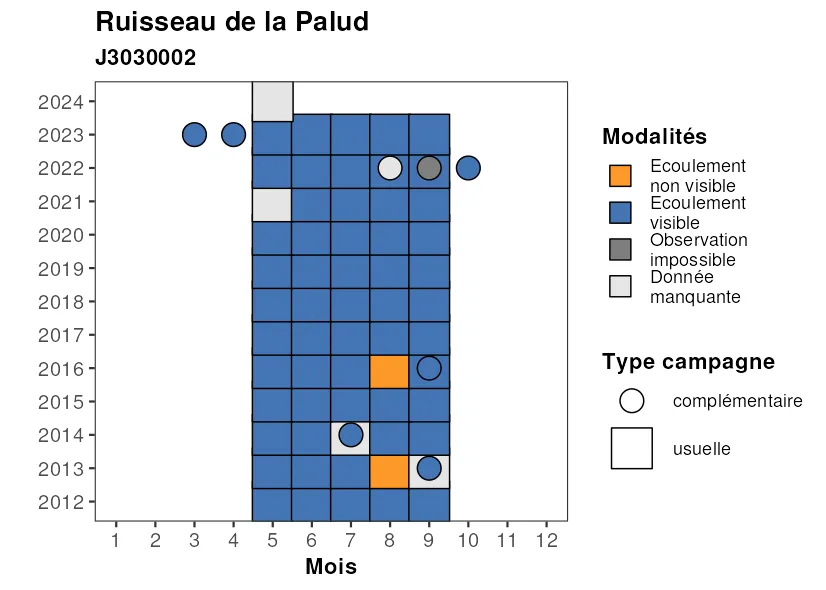 Ruisseau de la Palud
J3030002
2024
2023
2022
2021
2020
2019
2018
2017
2016
2015
2014
2013
2012
1 2 3 4 5 6 7 8 9 10 11 12
Mois
Modalités
Ecoulement
non visible
Ecoulement
visible
Observation
impossible
Donnée
manquante
Type campagne
complémentaire
usuelle